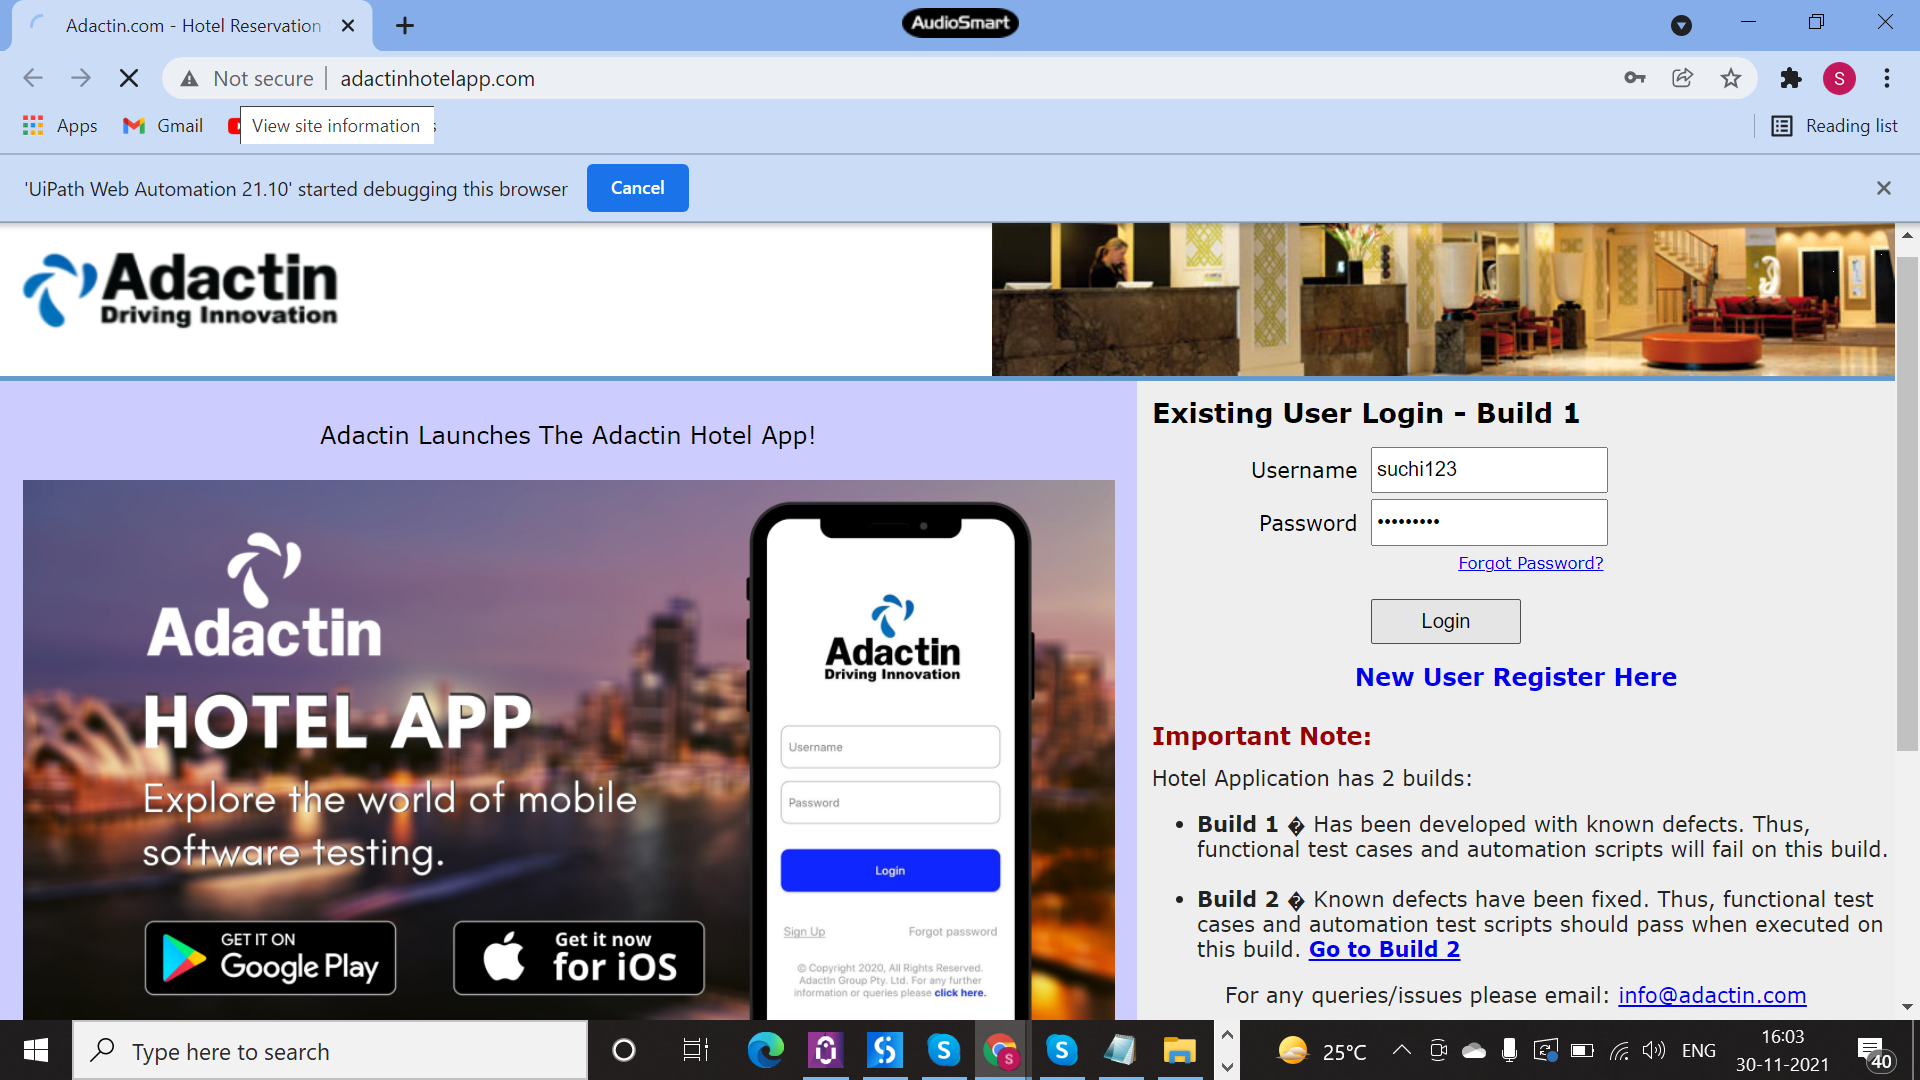 Adactin.com - Hotel Reservation
AudioSmart
Not secure
adactinhotelapp.com
S
Apps
Gmail
View site information
Reading list
'UiPath Web Automation 21.10' started debugging this browser
Cancel
Adactin
Driving Innovation
Adactin Launches The Adactin Hotel App!
Adactin
HOTEL APP
Explore the world of mobile
software testing.
GET IT ON
Google Play
Get it now
for iOS
Adactin
Driving Innovation
Username
Password
Login
Sign Up
Forgot password
© Copyright 2020, All Rights Reserved.
Adactin Group Pty. Ltd. For any further
information or queries please click here.
Existing User Login - Build 1
Username
suchi123
Password
•••••••••
Forgot Password?
Login
New User Register Here
Important Note:
Hotel Application has 2 builds:
• Build 1 � Has been developed with known defects. Thus,
functional test cases and automation scripts will fail on this build.
• Build 2 � Known defects have been fixed. Thus, functional test
cases and automation test scripts should pass when executed on
this build. Go to Build 2
For any queries/issues please email: info@adactin.com
Type here to search
25°C
ENG
16:03
30-11-2021
40